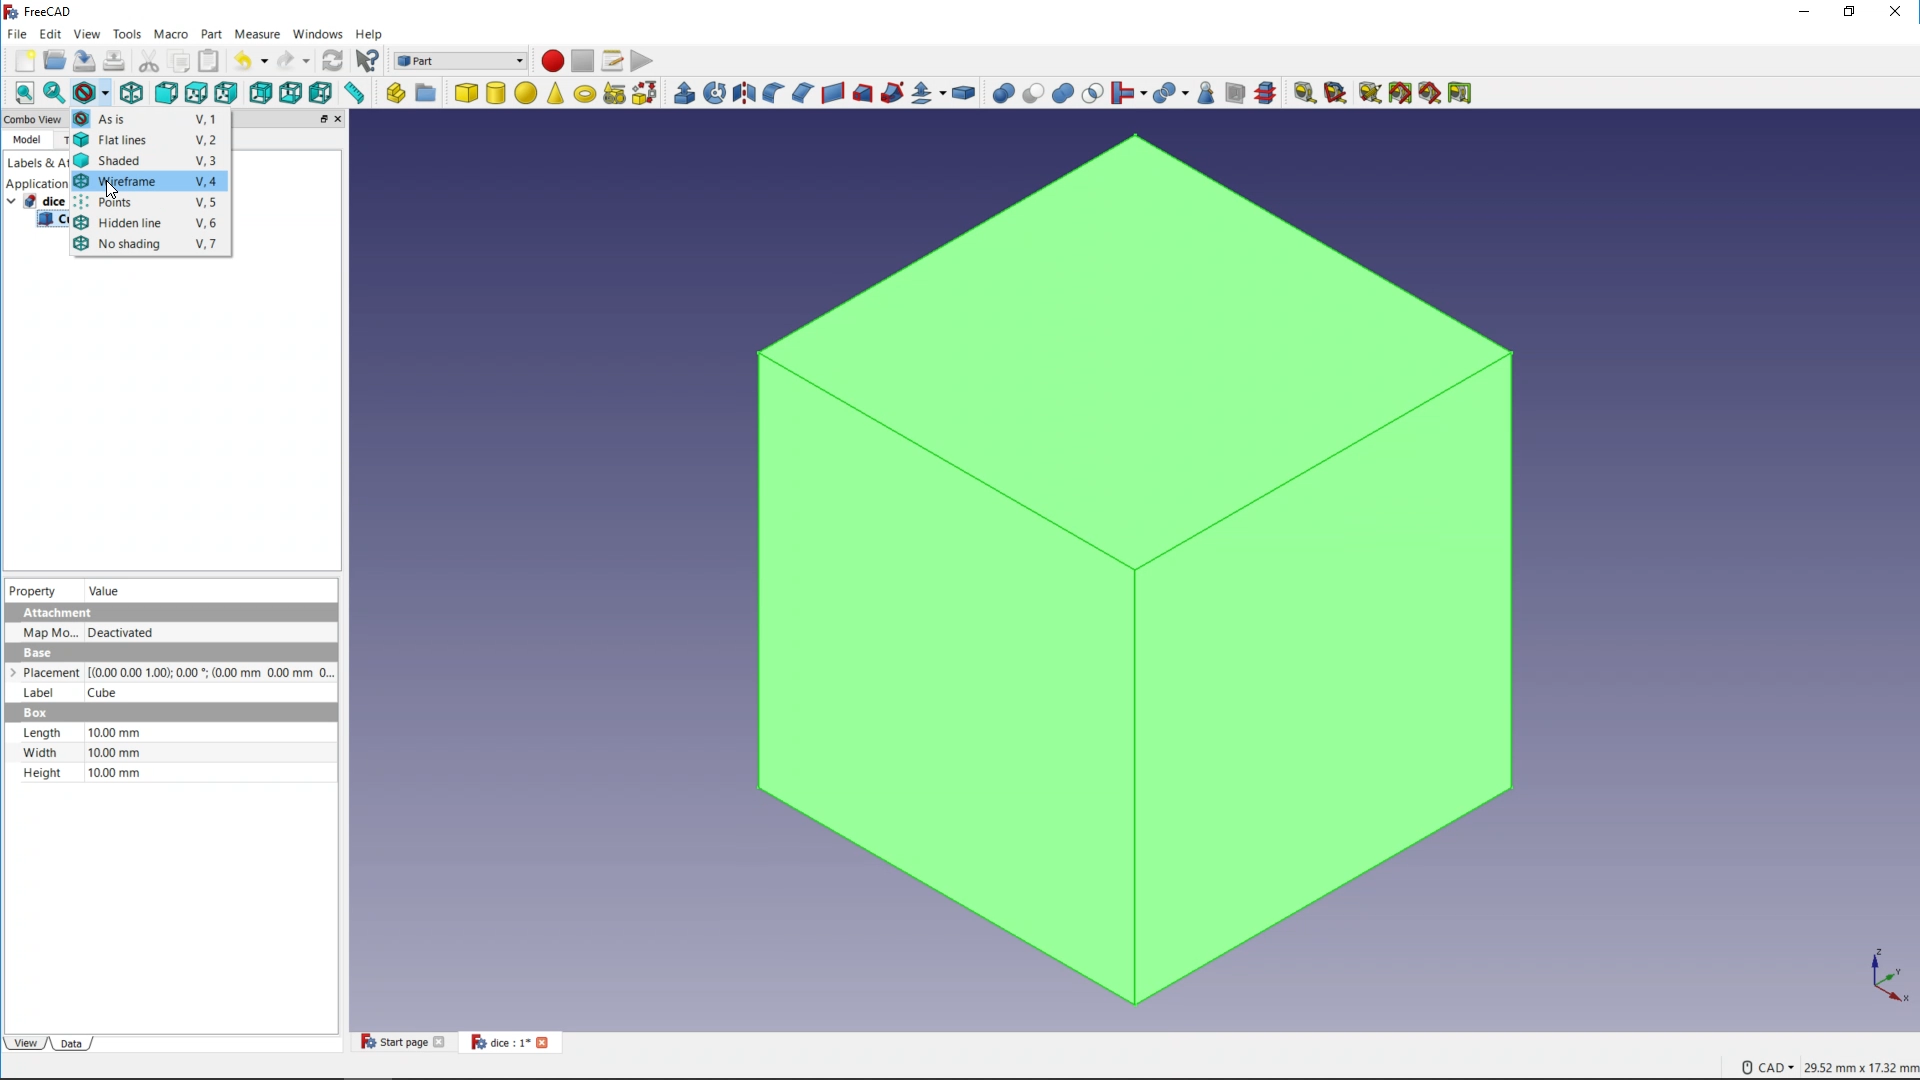 FreeCAD
File Edit View Tools Macro Part Measure Windows Help
Part
Combo View
As is V, 1
Model T
Flat lines V, 2
Labels & At
Shaded V, 3
Application
Wireframe V, 4
dice
Points V, 5
Cu
Hidden line V, 6
No shading V, 7
Property Value
Attachment
Map Mo... Deactivated
Base
Placement [(0.00 0.00 1.00); 0.00 °; (0.00 mm 0.00 mm 0...
Label Cube
Box
Length 10.00 mm
Width 10.00 mm
Height 10.00 mm
Z
Y
X
View Data
Start page dice : 1*
CAD 29.52 mm x 17.32 mm